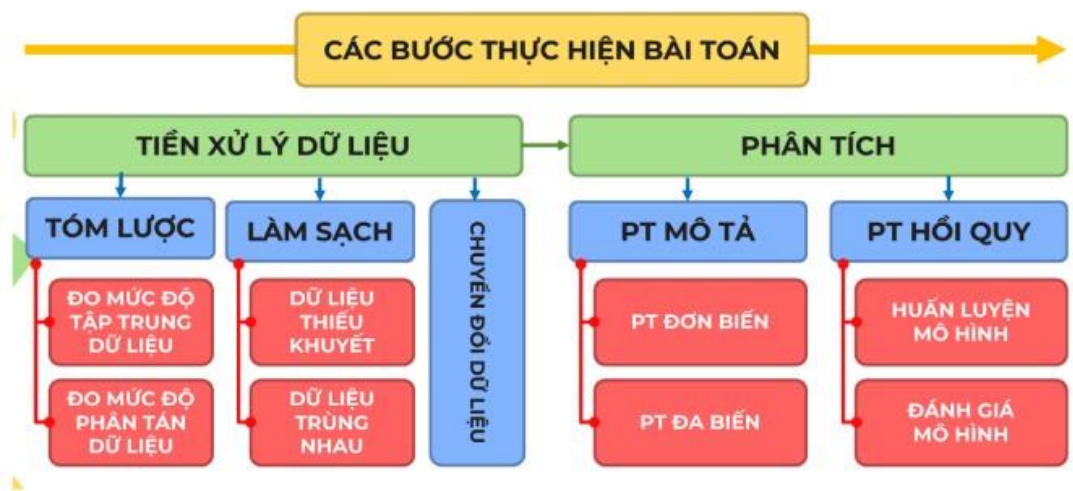 CÁC BƯỚC THỰC HIỆN BÀI TOÁN
TIỀN XỬ LÝ DỮ LIỆU
PHÂN TÍCH
TÓM LƯỢC
LÀM SẠCH
CHUYỂN ĐỔI DỮ LIỆU
PT MÔ TẢ
PT HỒI QUY
ĐO MỨC ĐỘ
TẬP TRUNG
DỮ LIỆU
DỮ LIỆU
THIẾU
KHUYẾT
PT ĐƠN BIẾN
HUẤN LUYỆN
MÔ HÌNH
ĐO MỨC ĐỘ
PHÂN TÁN
DỮ LIỆU
DỮ LIỆU
TRÙNG
NHAU
PT ĐA BIẾN
ĐÁNH GIÁ
MÔ HÌNH